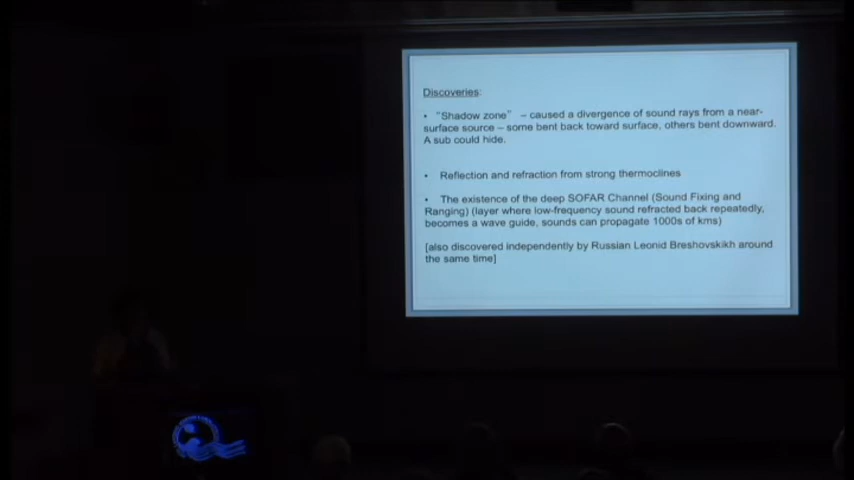 Discoveries:
• "Shadow zone" – caused a divergence of sound rays from a near-
surface source – some bent back toward surface, others bent downward.
A sub could hide.
• Reflection and refraction from strong thermoclines
• The existence of the deep SOFAR Channel (Sound Fixing and
Ranging) (layer where low-frequency sound refracted back repeatedly,
becomes a wave guide, sounds can propagate 1000s of kms)
[also discovered independently by Russian Leonid Breshovskikh around
the same time]